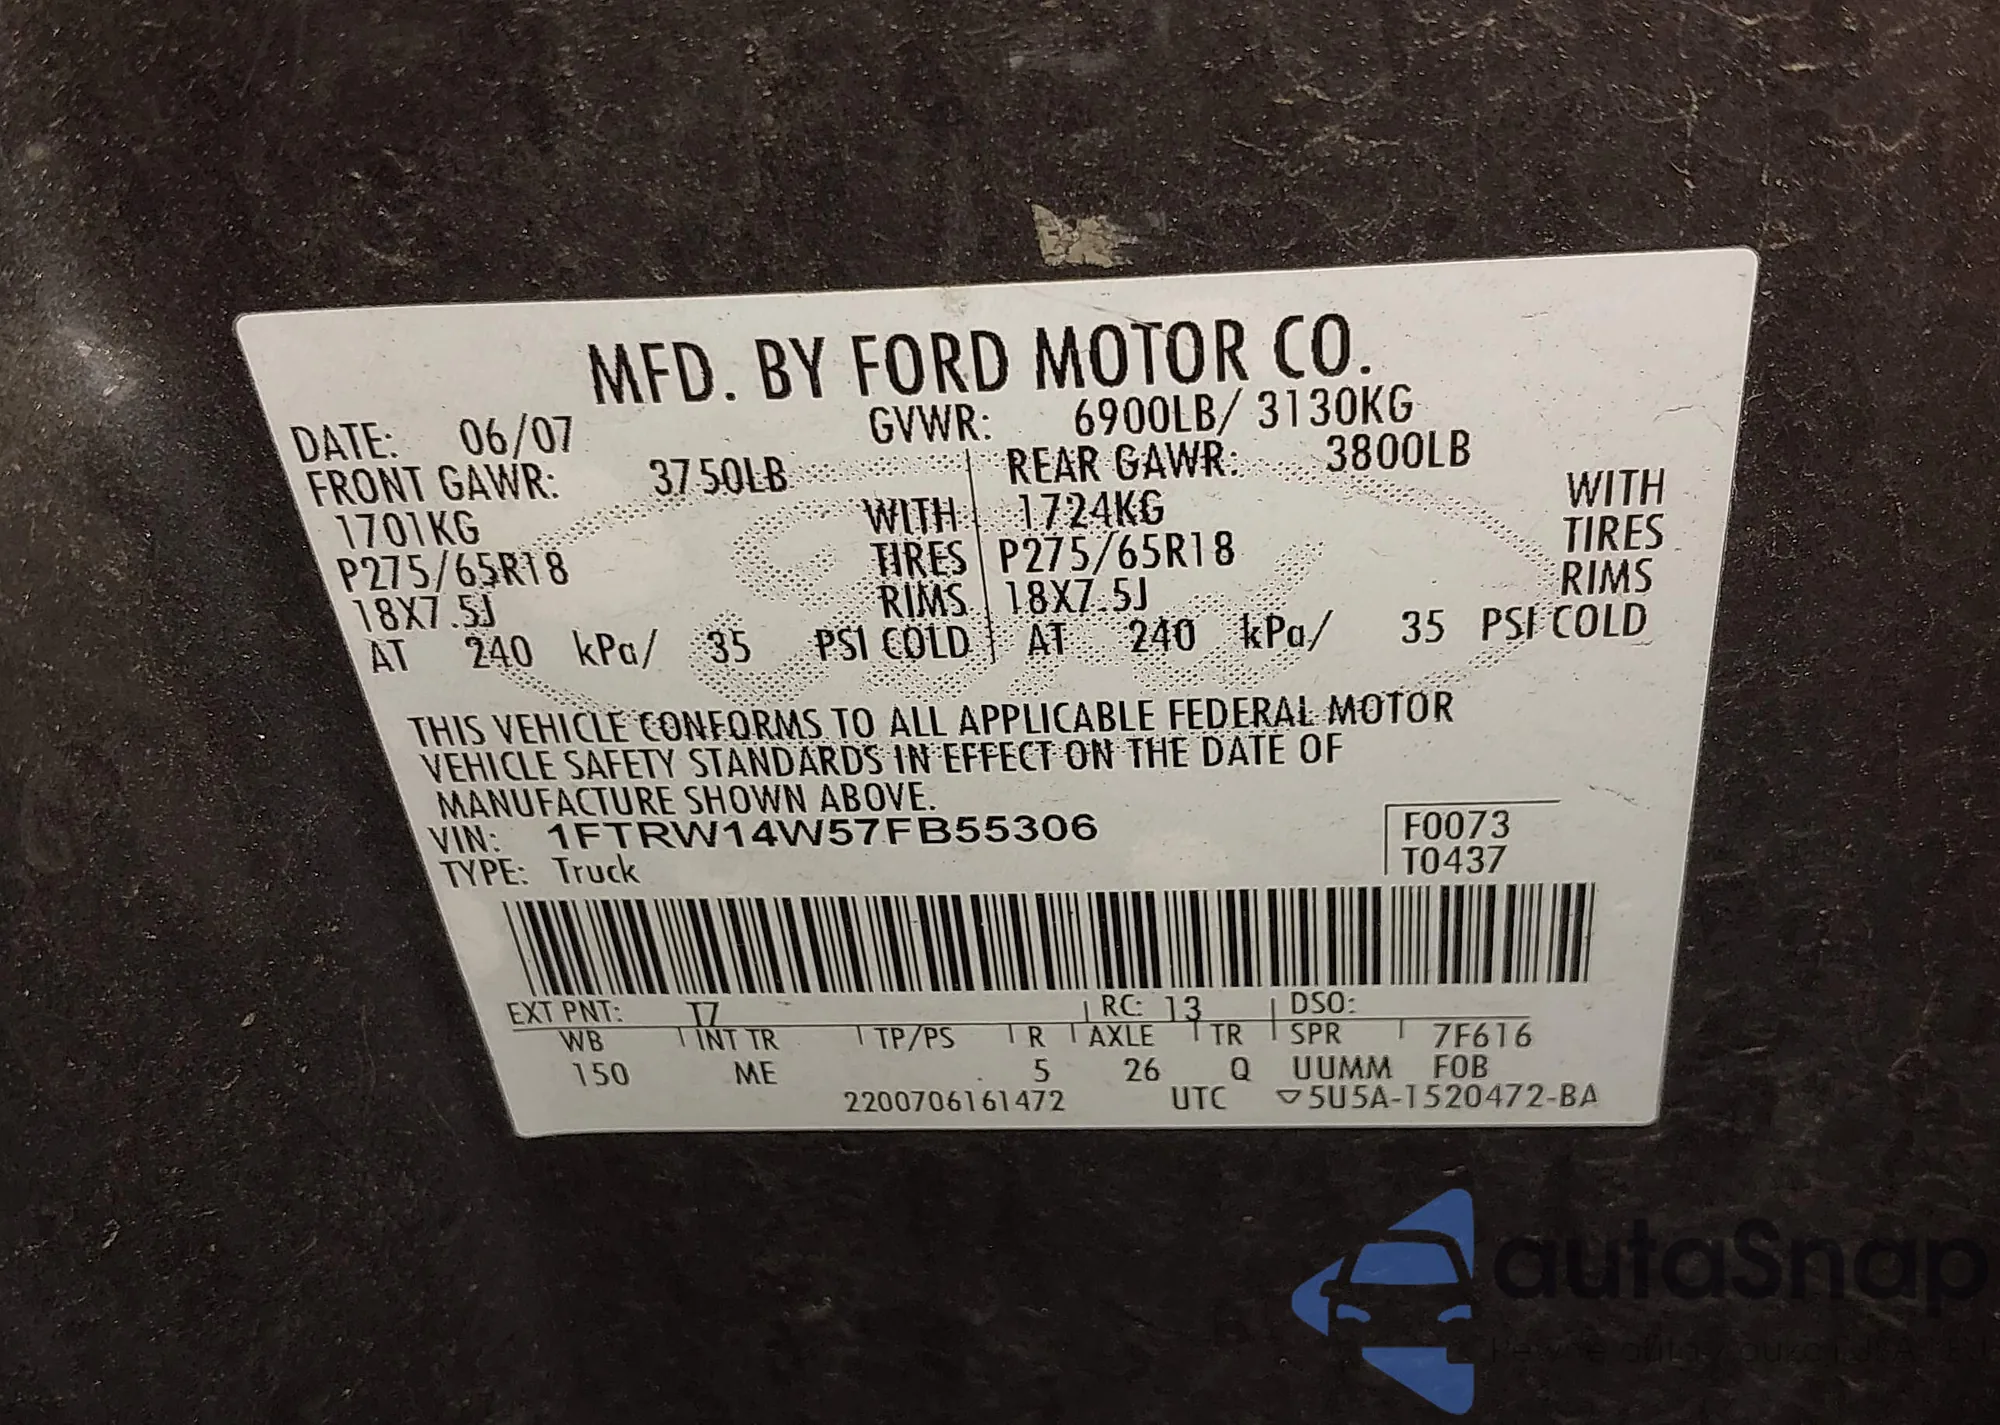 MFD. BY FORD MOTOR CO.
DATE: 06/07 GVWR: 6900LB/ 3130KG
FRONT GAWR: 3750LB REAR GAWR: 3800LB
1701KG WITH 1724KG WITH
P275/65R18 TIRES P275/65R18 TIRES
18X7.5J RIMS 18X7.5J RIMS
AT 240 kPa/ 35 PSI COLD AT 240 kPa/ 35 PSI COLD
THIS VEHICLE CONFORMS TO ALL APPLICABLE FEDERAL MOTOR
VEHICLE SAFETY STANDARDS IN EFFECT ON THE DATE OF
MANUFACTURE SHOWN ABOVE.
VIN: 1FTRW14W57FB55306 F0073
TYPE: Truck T0437
EXT PNT: T7 RC: 13 DSO:
WB INT TR TP/PS R AXLE TR SPR 7F616
150 ME 5 26 Q UUMM FOB
2200706161472 UTC ▽5U5A-1520472-BA
autaSnap